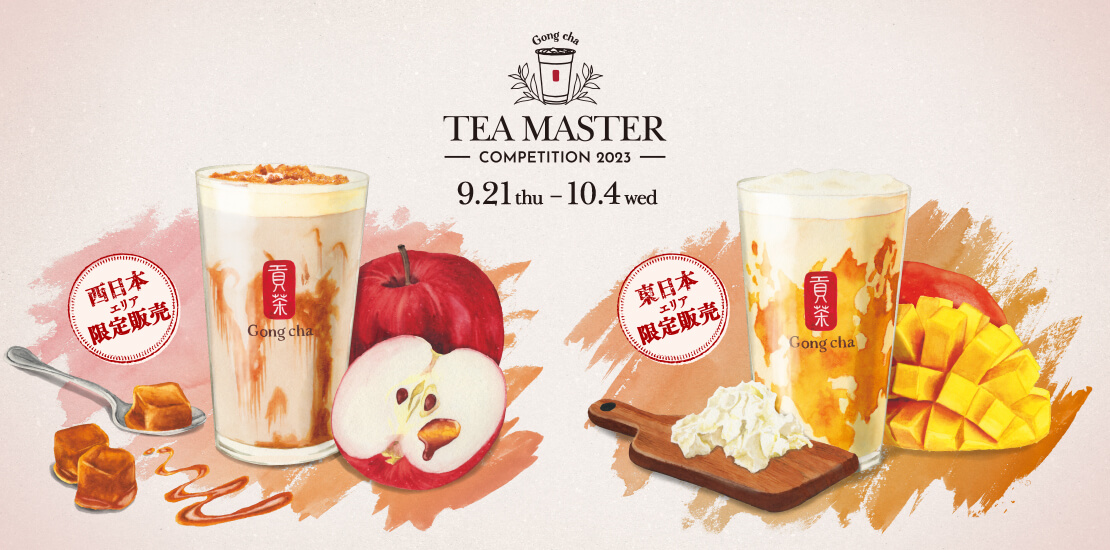 Gong cha
TEA MASTER
COMPETITION 2023
9.21 thu – 10.4 wed
西日本
エリア
限定販売
貢茶
Gong cha
東日本
エリア
限定販売
貢茶
Gong cha